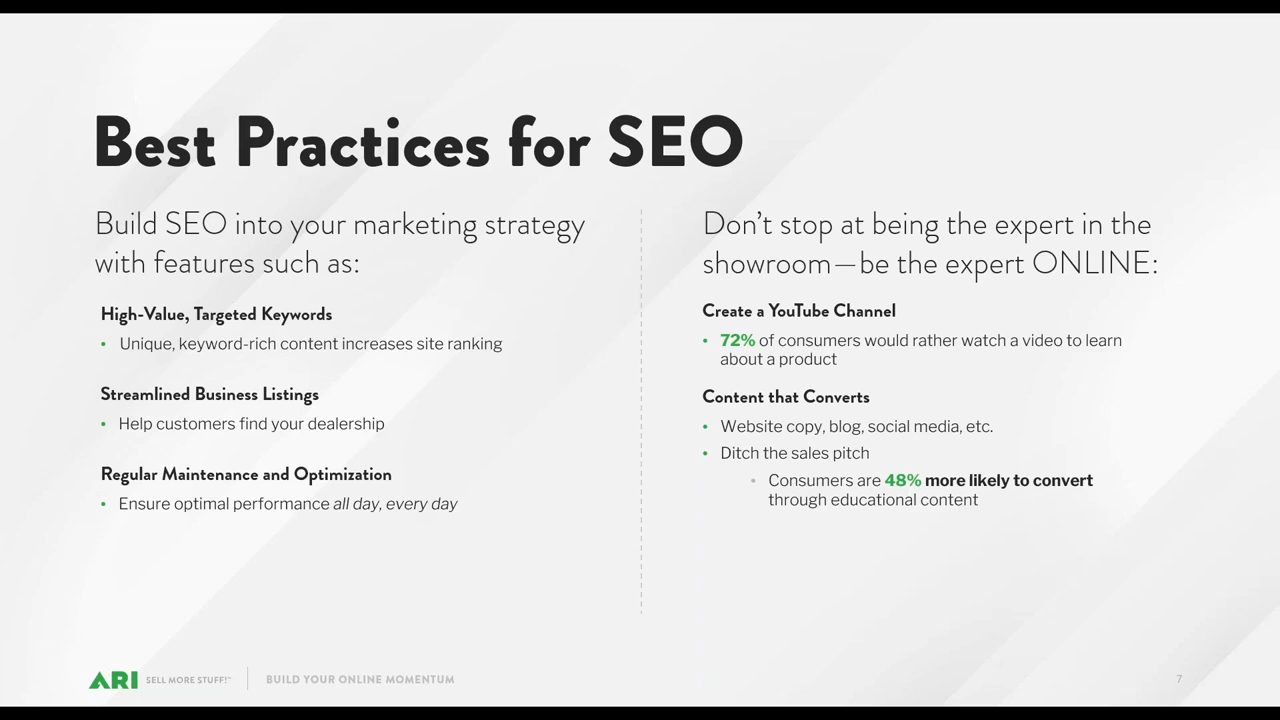 Best Practices for SEO
Build SEO into your marketing strategy
with features such as:
High-Value, Targeted Keywords
• Unique, keyword-rich content increases site ranking
Streamlined Business Listings
• Help customers find your dealership
Regular Maintenance and Optimization
• Ensure optimal performance all day, every day
Don’t stop at being the expert in the
showroom—be the expert ONLINE:
Create a YouTube Channel
• 72% of consumers would rather watch a video to learn
about a product
Content that Converts
• Website copy, blog, social media, etc.
• Ditch the sales pitch
• Consumers are 48% more likely to convert
through educational content
ARI SELL MORE STUFF!™ BUILD YOUR ONLINE MOMENTUM
7